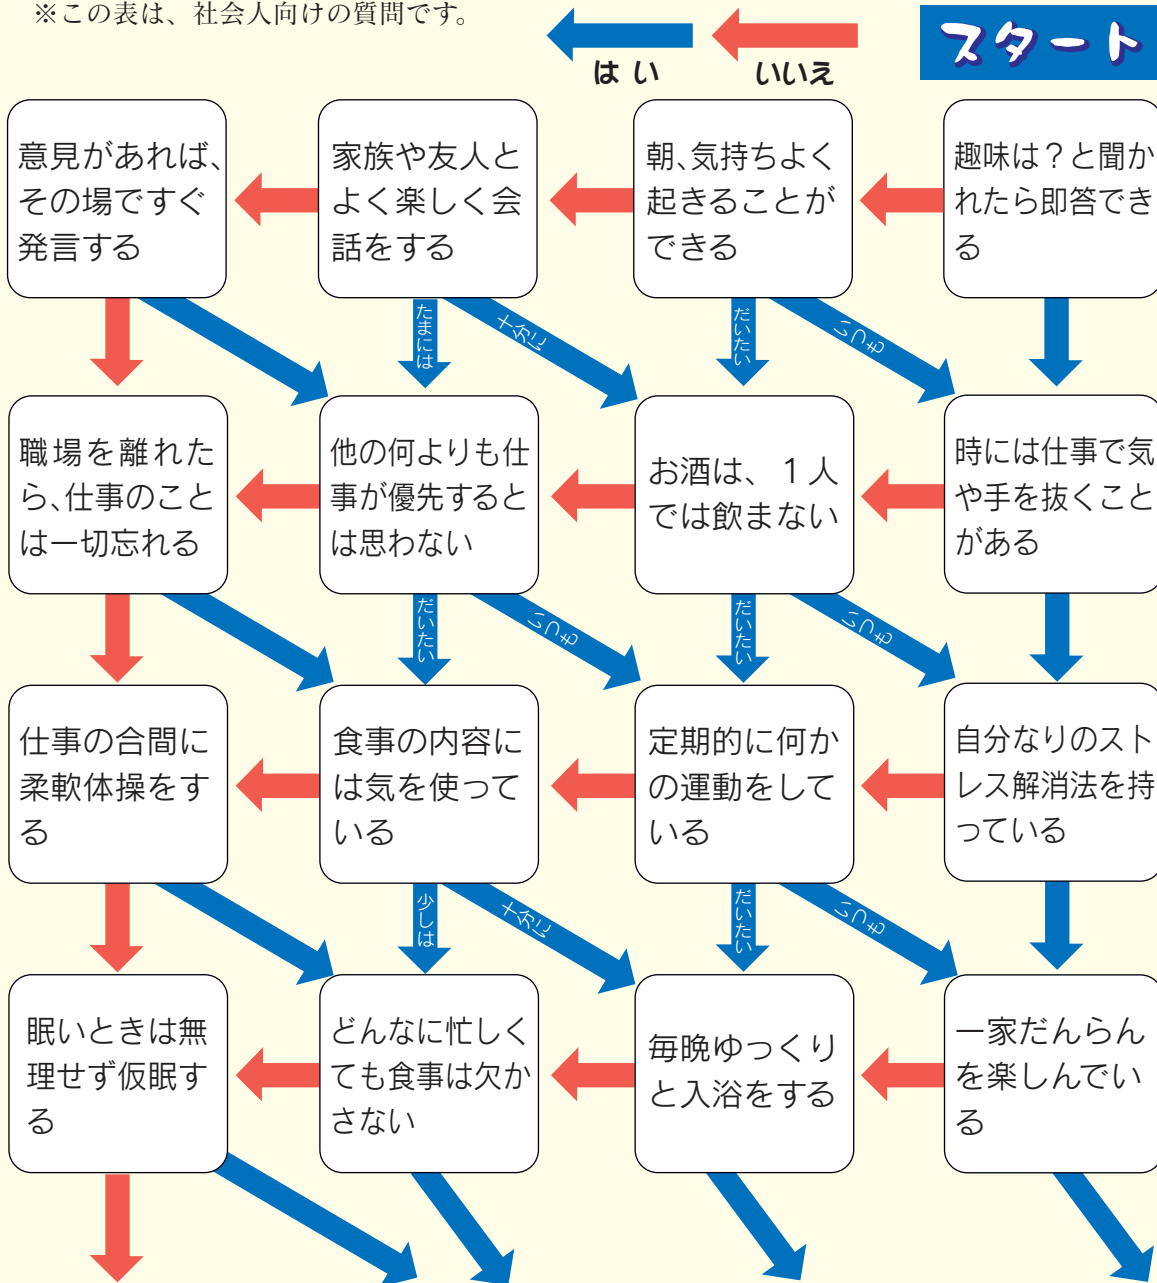 ※この表は、社会人向けの質問です。
はい
いいえ
スタート
意見があれば、
その場ですぐ
発言する
家族や友人と
よく楽しく会
話をする
朝、気持ちよく
起きることが
できる
趣味は?と聞か
れたら即答でき
る
たまには
十分に
だいたい
いつも
職場を離れた
ら、仕事のこと
は一切忘れる
他の何よりも仕
事が優先すると
は思わない
お酒は、1人
では飲まない
時には仕事で気
や手を抜くこと
がある
だいたい
いつも
だいたい
いつも
仕事の合間に
柔軟体操をす
る
食事の内容に
は気を使って
いる
定期的に何か
の運動をして
いる
自分なりのスト
レス解消法を持
っている
少しは
十分に
だいたい
いつも
眠いときは無
理せず仮眠す
る
どんなに忙しく
ても食事は欠か
さない
毎晩ゆっくり
と入浴をする
一家だんらん
を楽しんでい
る